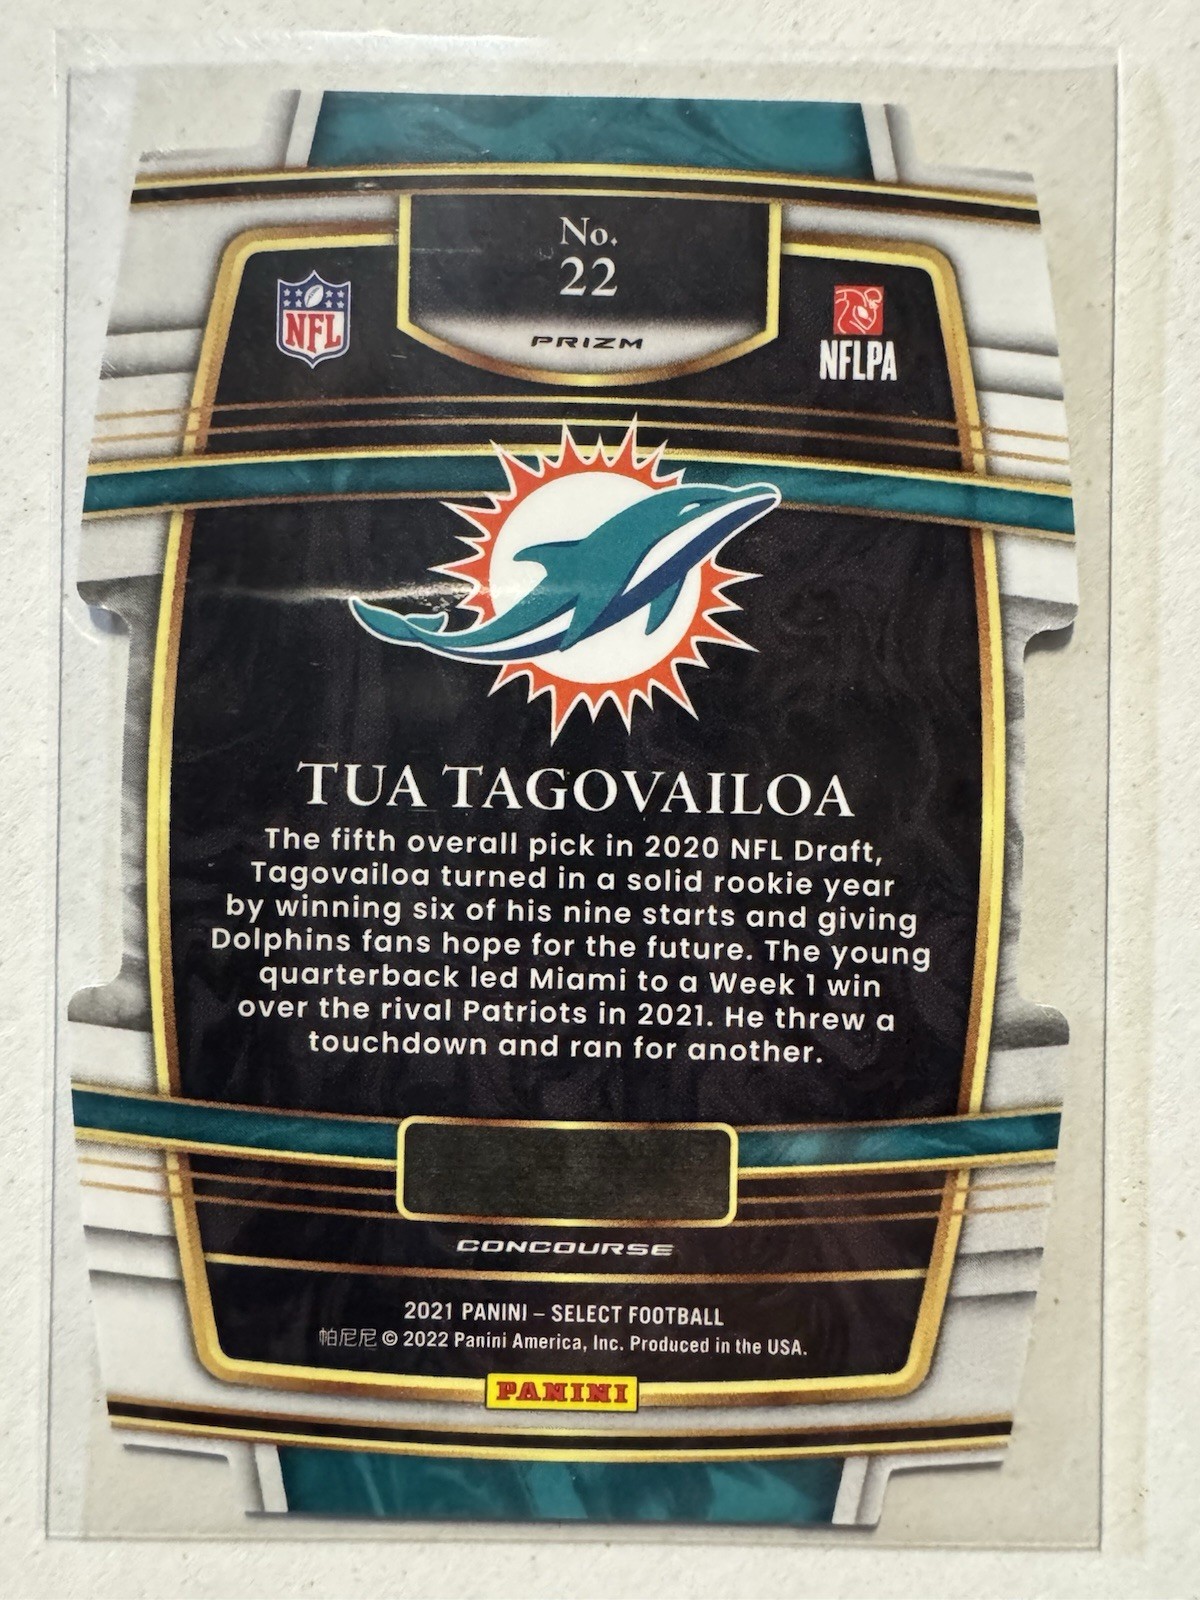 No.
22
PRIZM
NFL
NFLPA
TUA TAGOVAILOA
The fifth overall pick in 2020 NFL Draft,
Tagovailoa turned in a solid rookie year
by winning six of his nine starts and giving
Dolphins fans hope for the future. The young
quarterback led Miami to a Week 1 win
over the rival Patriots in 2021. He threw a
touchdown and ran for another.
CONCOURSE
2021 PANINI – SELECT FOOTBALL
帕尼尼 © 2022 Panini America, Inc. Produced in the USA.
PANINI